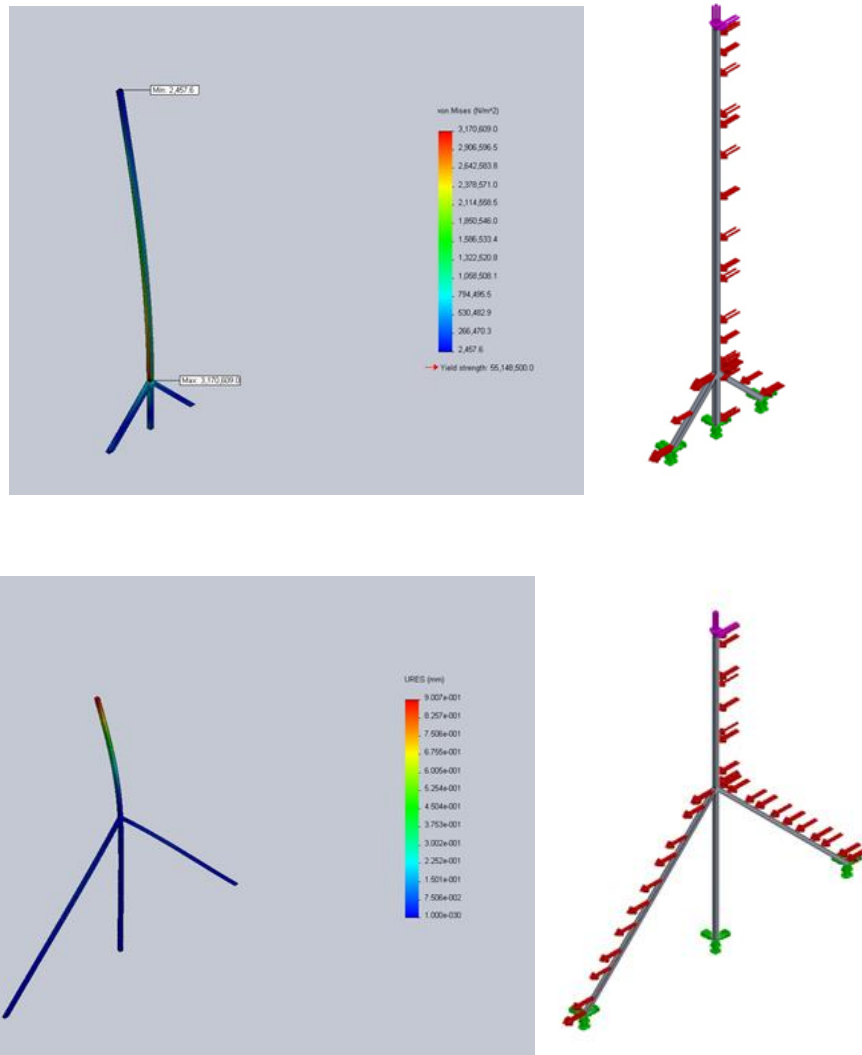 Min: 2,457.6
von Mises (N/m^2)
3,170,609.0
2,906,596.5
2,642,583.8
2,378,571.0
2,114,558.5
1,850,546.0
1,586,533.4
1,322,520.8
1,058,508.1
794,495.5
530,482.9
266,470.3
2,457.6
Yield strength: 55,148,500.0
Max: 3,170,609.0
URES (mm)
9.007e-001
8.257e-001
7.506e-001
6.755e-001
6.005e-001
5.254e-001
4.504e-001
3.753e-001
3.002e-001
2.252e-001
1.501e-001
7.506e-002
1.000e-030